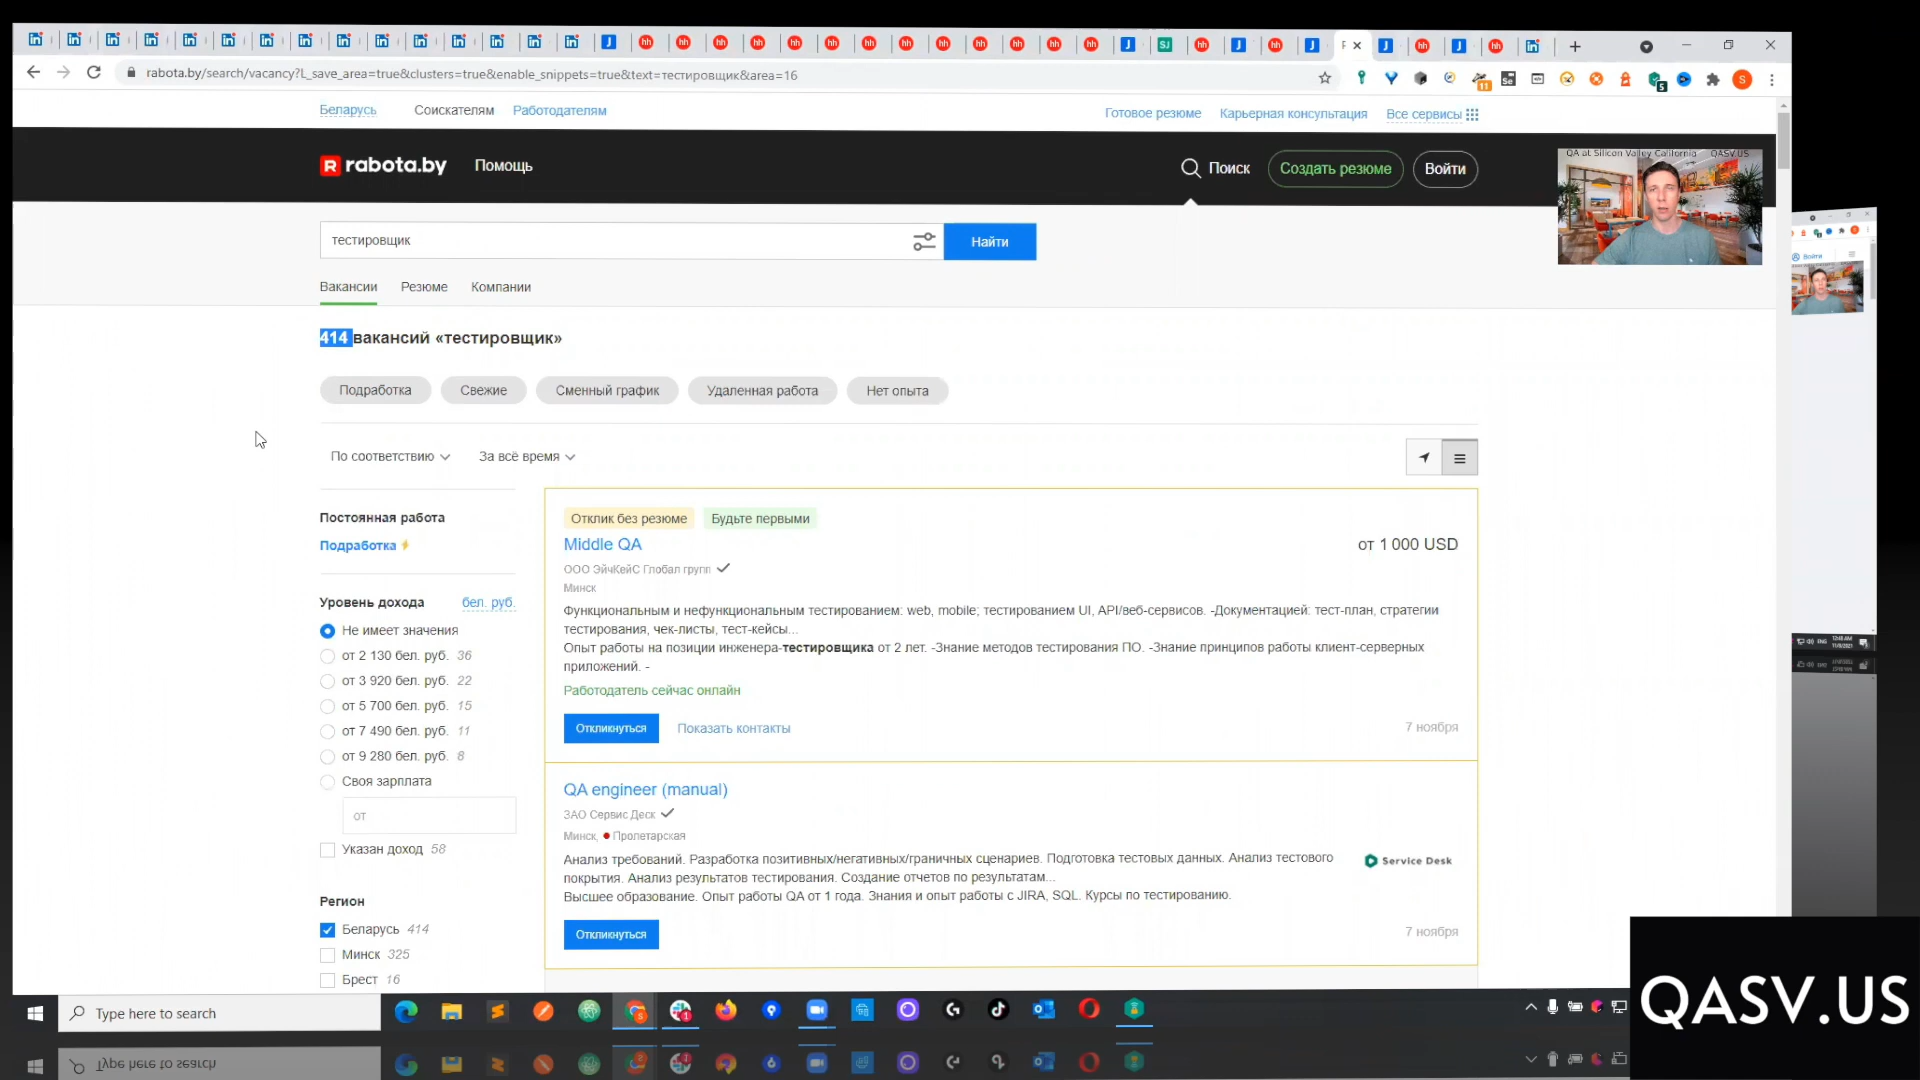 rabota.by/search/vacancy?L_save_area=true&clusters=true&enable_snippets=true&text=тестировщик&area=16
11
Se
5
S
Беларусь
Соискателям
Работодателям
Готовое резюме
Карьерная консультация
Все сервисы
R rabota.by
Помощь
Поиск
Создать резюме
Войти
QA at Silicon Valley California QASV.US
тестировщик
Найти
Вакансии
Резюме
Компании
414 вакансий «тестировщик»
Подработка
Свежие
Сменный график
Удаленная работа
Нет опыта
По соответствию
За всё время
Постоянная работа
Подработка
Уровень дохода
бел. руб.
Не имеет значения
от 2 130 бел. руб. 36
от 3 920 бел. руб. 22
от 5 700 бел. руб. 15
от 7 490 бел. руб. 11
от 9 280 бел. руб. 8
Своя зарплата
от
Указан доход 58
Регион
Беларусь 414
Минск 325
Брест 16
Отклик без резюме
Будьте первыми
Middle QA
от 1 000 USD
ООО ЭйчКейС Глобал групп
Минск
Функциональным и нефункциональным тестированием: web, mobile; тестированием UI, API/веб-сервисов. -Документацией: тест-план, стратегии
тестирования, чек-листы, тест-кейсы...
Опыт работы на позиции инженера-тестировщика от 2 лет. -Знание методов тестирования ПО. -Знание принципов работы клиент-серверных
приложений. -
Работодатель сейчас онлайн
Откликнуться
Показать контакты
7 ноября
QA engineer (manual)
ЗАО Сервис Деск
Минск, Пролетарская
Анализ требований. Разработка позитивных/негативных/граничных сценариев. Подготовка тестовых данных. Анализ тестового
покрытия. Анализ результатов тестирования. Создание отчетов по результатам...
Высшее образование. Опыт работы QA от 1 года. Знания и опыт работы с JIRA, SQL. Курсы по тестированию.
Service Desk
Откликнуться
7 ноября
Войти
Type here to search
QASV.US
Type here to search